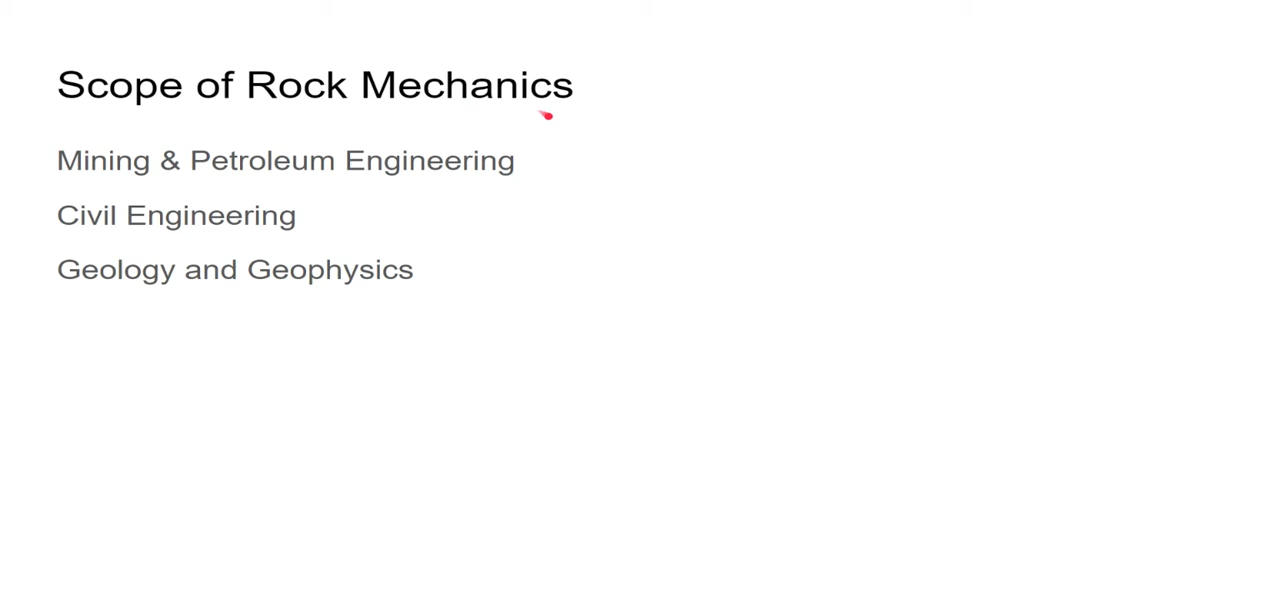 Scope of Rock Mechanics
Mining & Petroleum Engineering
Civil Engineering
Geology and Geophysics